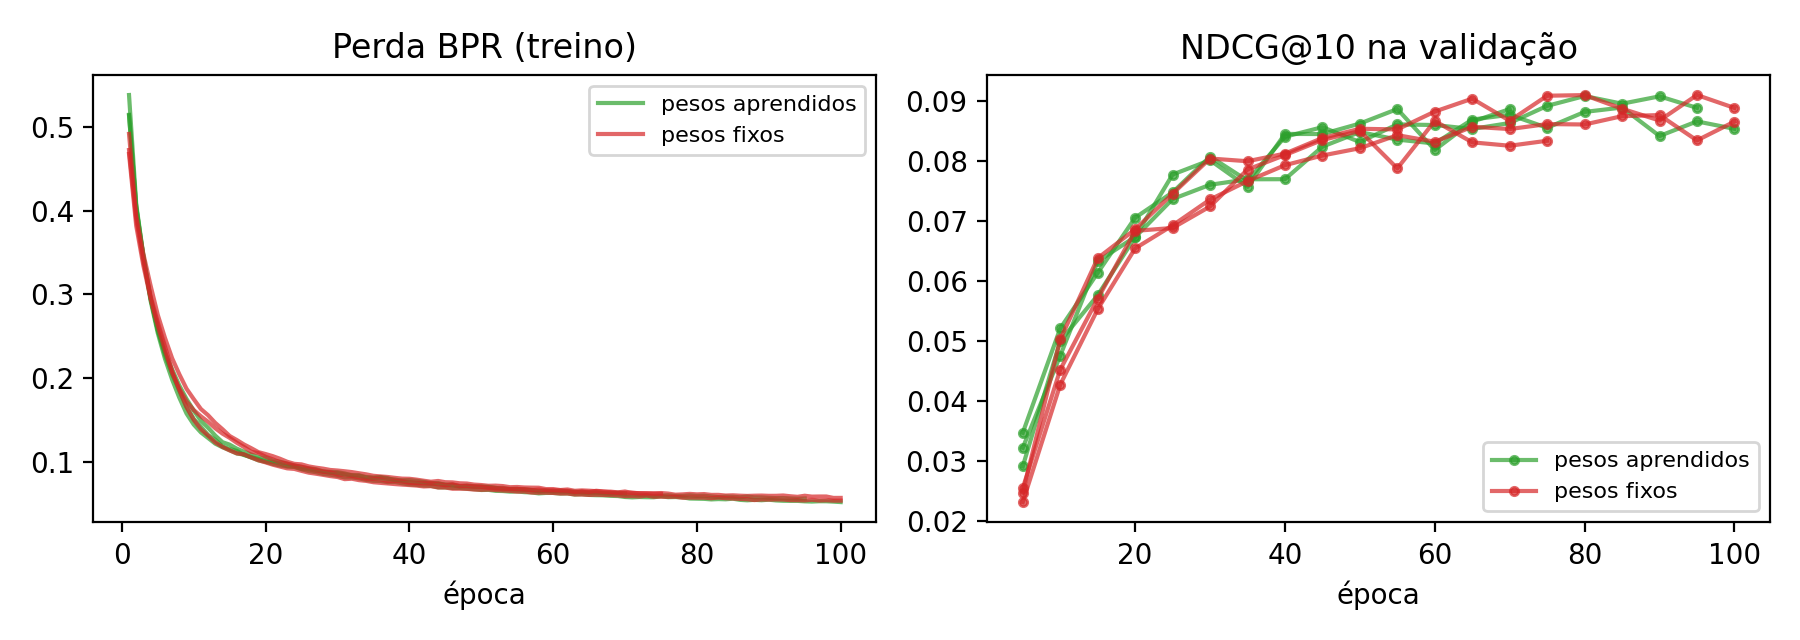 Perda BPR (treino)
0.5
0.4
0.3
0.2
0.1
0 20 40 60 80 100
época
pesos aprendidos
pesos fixos
NDCG@10 na validação
0.09
0.08
0.07
0.06
0.05
0.04
0.03
0.02
20 40 60 80 100
época
pesos aprendidos
pesos fixos